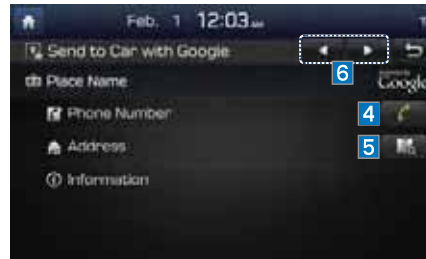 Feb. 1 12:03 AM
Send to Car with Google
6
Place Name
Google
Phone Number
4
Address
5
Information